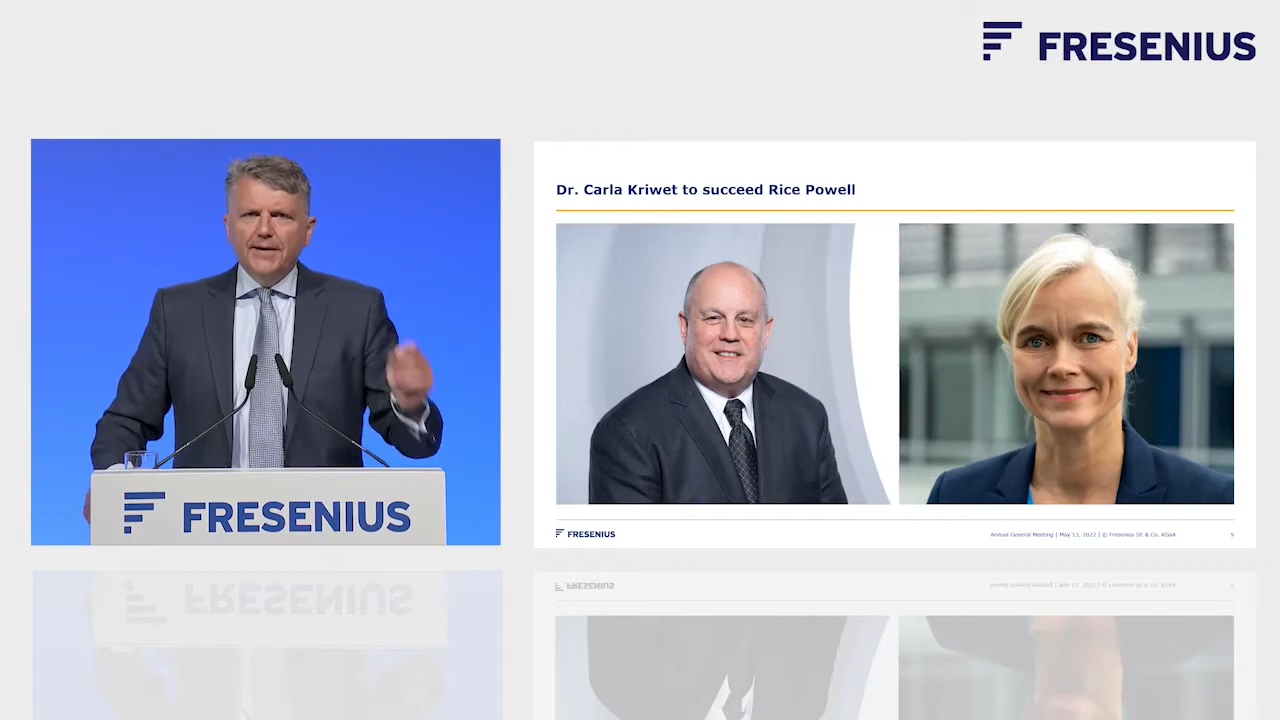 FRESENIUS
FRESENIUS
Dr. Carla Kriwet to succeed Rice Powell
FRESENIUS
Annual General Meeting | May 13, 2022 | © Fresenius SE & Co. KGaA
9